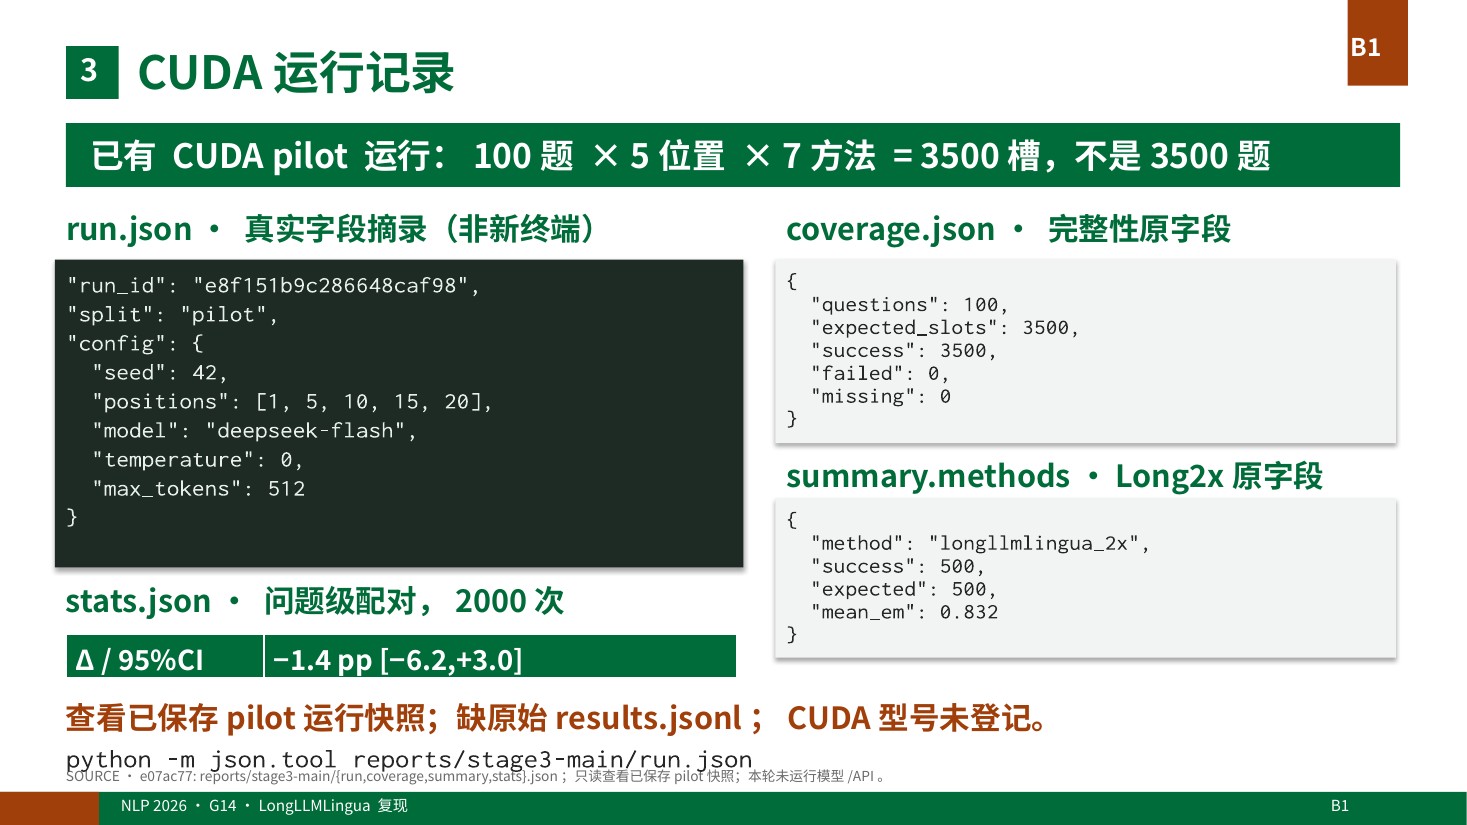 B1
3 CUDA 运行记录
已有 CUDA pilot 运行： 100 题 × 5 位置 × 7 方法 = 3500 槽，不是 3500 题
run.json · 真实字段摘录（非新终端）
"run_id": "e8f151b9c286648caf98",
"split": "pilot",
"config": {
  "seed": 42,
  "positions": [1, 5, 10, 15, 20],
  "model": "deepseek-flash",
  "temperature": 0,
  "max_tokens": 512
}
stats.json · 问题级配对， 2000 次
Δ / 95%CI −1.4 pp [−6.2,+3.0]
coverage.json · 完整性原字段
{
  "questions": 100,
  "expected_slots": 3500,
  "success": 3500,
  "failed": 0,
  "missing": 0
}
summary.methods · Long2x 原字段
{
  "method": "longllmlingua_2x",
  "success": 500,
  "expected": 500,
  "mean_em": 0.832
}
查看已保存 pilot 运行快照；缺原始 results.jsonl ； CUDA 型号未登记。
python -m json.tool reports/stage3-main/run.json
SOURCE · e07ac77: reports/stage3-main/{run,coverage,summary,stats}.json ；只读查看已保存 pilot 快照；本轮未运行模型 /API 。
NLP 2026 · G14 · LongLLMLingua 复现
B1